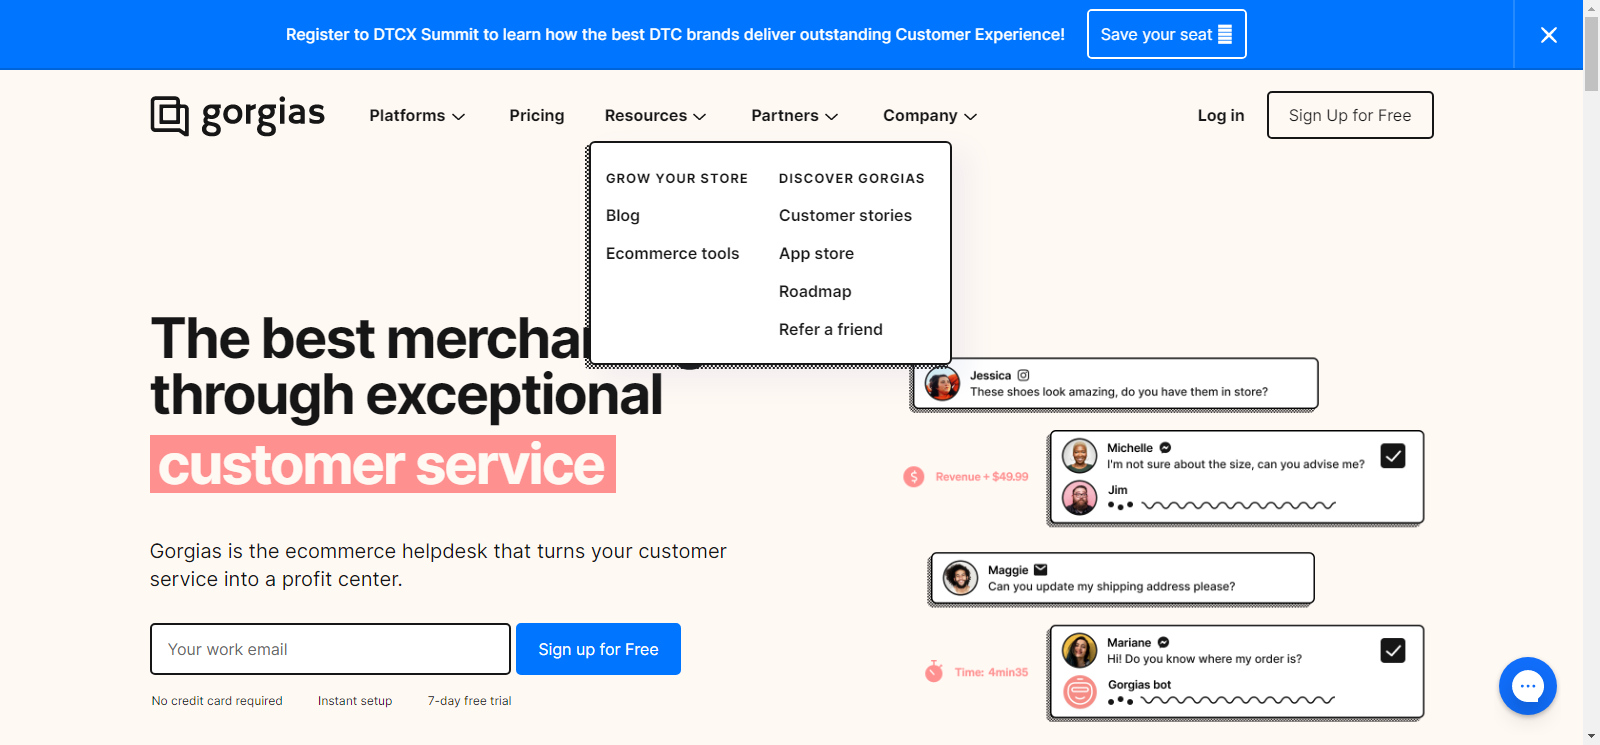 Register to DTCX Summit to learn how the best DTC brands deliver outstanding Customer Experience!
Save your seat
gorgias
Platforms
Pricing
Resources
Partners
Company
Log in
Sign Up for Free
GROW YOUR STORE
Blog
Ecommerce tools
DISCOVER GORGIAS
Customer stories
App store
Roadmap
Refer a friend
The best
through exceptional
customer service
Gorgias is the ecommerce helpdesk that turns your customer
service into a profit center.
Your work email
Sign up for Free
No credit card required
Instant setup
7-day free trial
Jessica
These shoes look amazing, do you have them in store?
Revenue + $49.99
Michelle
I'm not sure about the size, can you advise me?
Jim
Maggie
Can you update my shipping address please?
Time: 4min35
Mariane
Hi! Do you know where my order is?
Gorgias bot